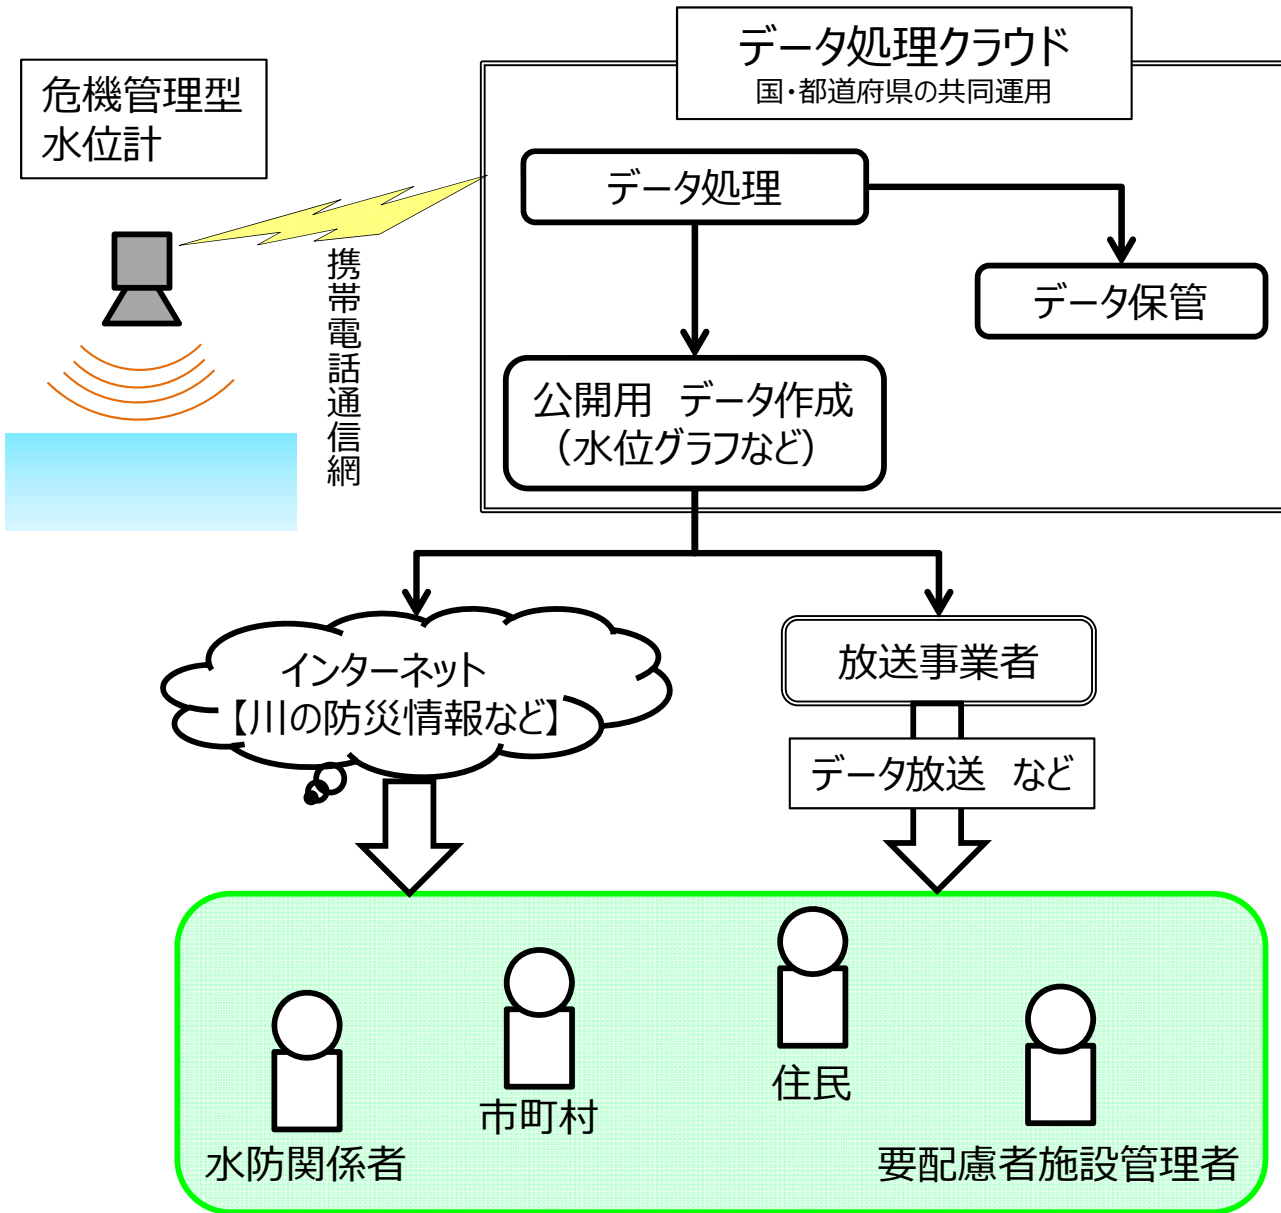 データ処理クラウド
国・都道府県の共同運用
危機管理型
水位計
データ処理
携帯電話通信網
データ保管
公開用　データ作成
（水位グラフなど）
インターネット
【川の防災情報など】
放送事業者
データ放送　など
住民
市町村
水防関係者
要配慮者施設管理者